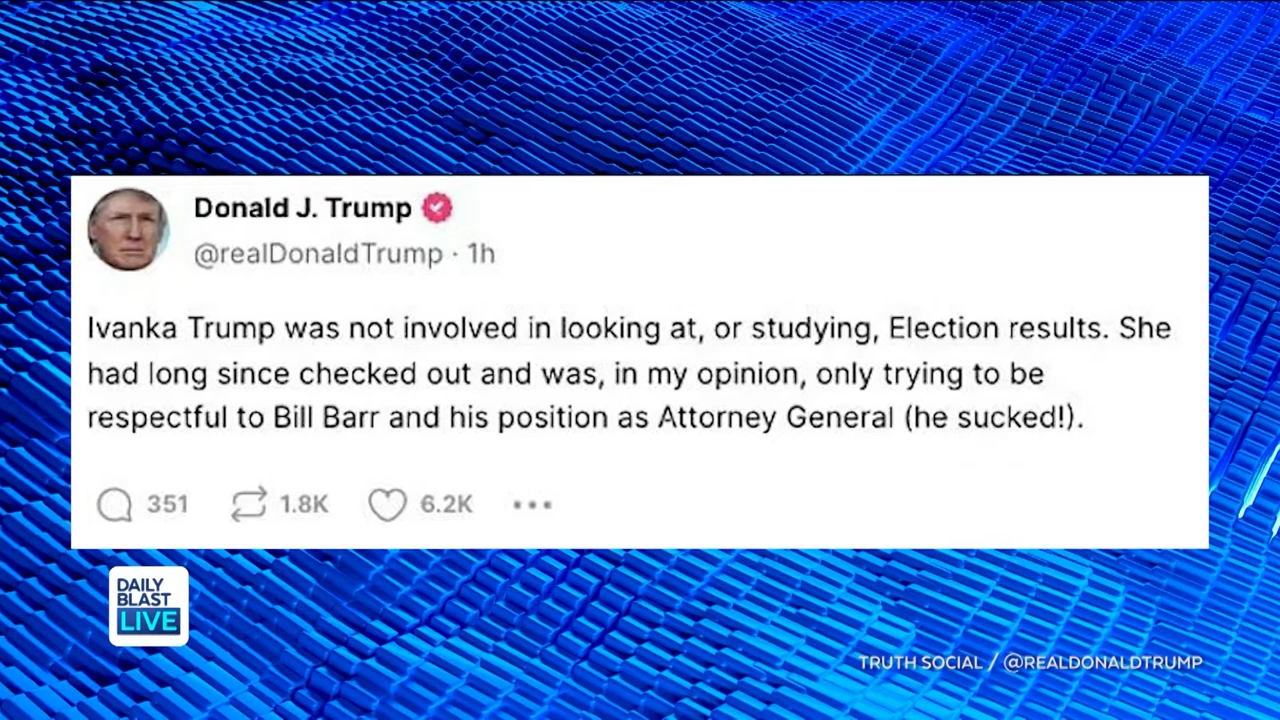 Donald J. Trump
@realDonaldTrump · 1h
Ivanka Trump was not involved in looking at, or studying, Election results. She
had long since checked out and was, in my opinion, only trying to be
respectful to Bill Barr and his position as Attorney General (he sucked!).
351 1.8K 6.2K
DAILY
BLAST
LIVE
TRUTH SOCIAL / @REALDONALDTRUMP